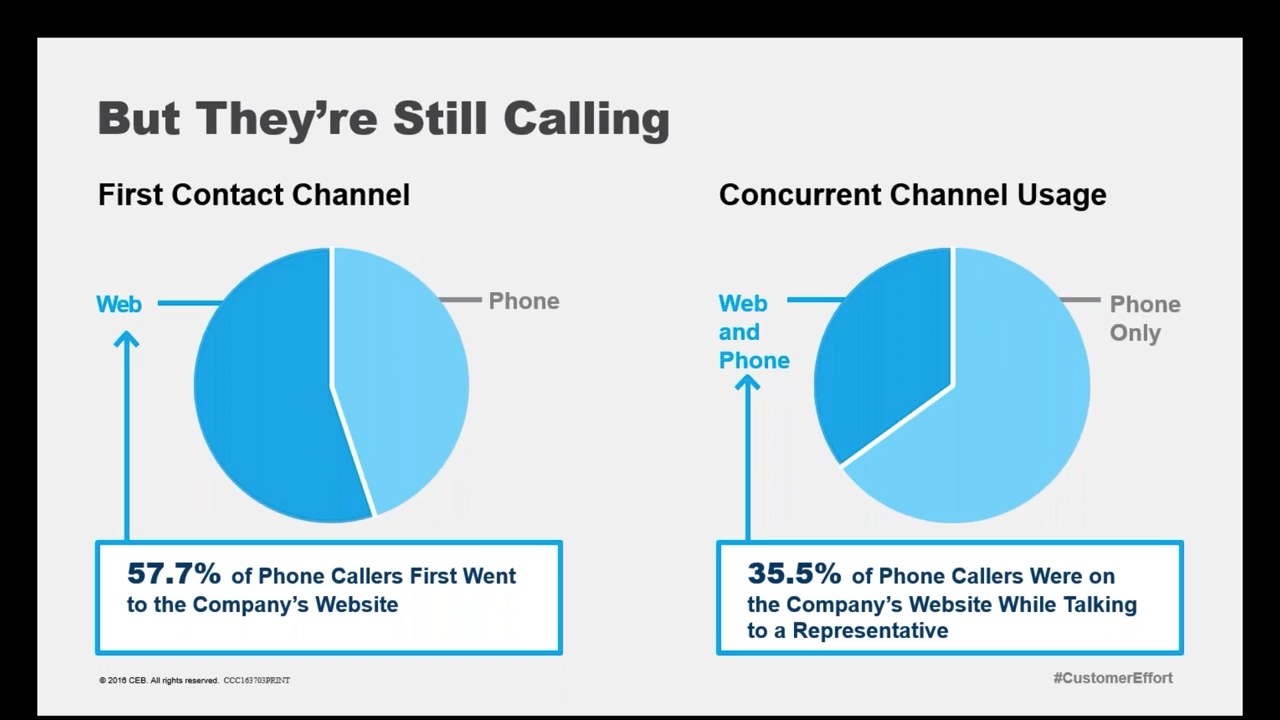 But They’re Still Calling
First Contact Channel
Web
Phone
57.7% of Phone Callers First Went
to the Company’s Website
Concurrent Channel Usage
Web
and
Phone
Phone
Only
35.5% of Phone Callers Were on
the Company’s Website While Talking
to a Representative
© 2016 CEB. All rights reserved. CCC163703PRINT
#CustomerEffort